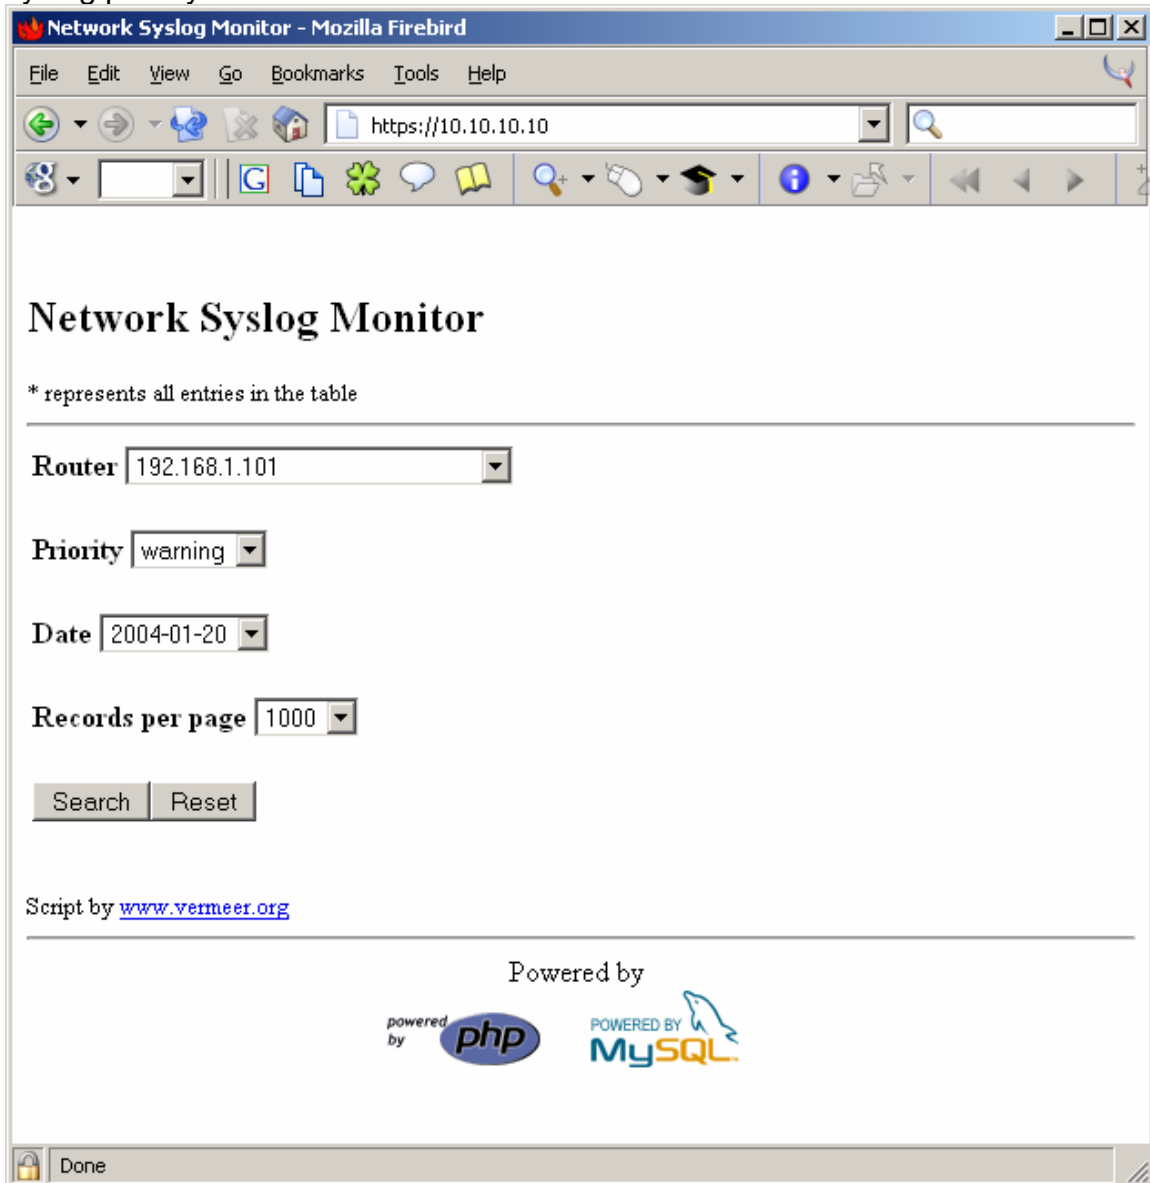 Network Syslog Monitor - Mozilla Firebird
File Edit View Go Bookmarks Tools Help
https://10.10.10.10
G
Network Syslog Monitor
* represents all entries in the table
Router 192.168.1.101
Priority warning
Date 2004-01-20
Records per page 1000
Search Reset
Script by www.vermeer.org
Powered by
powered by php
POWERED BY MySQL
Done